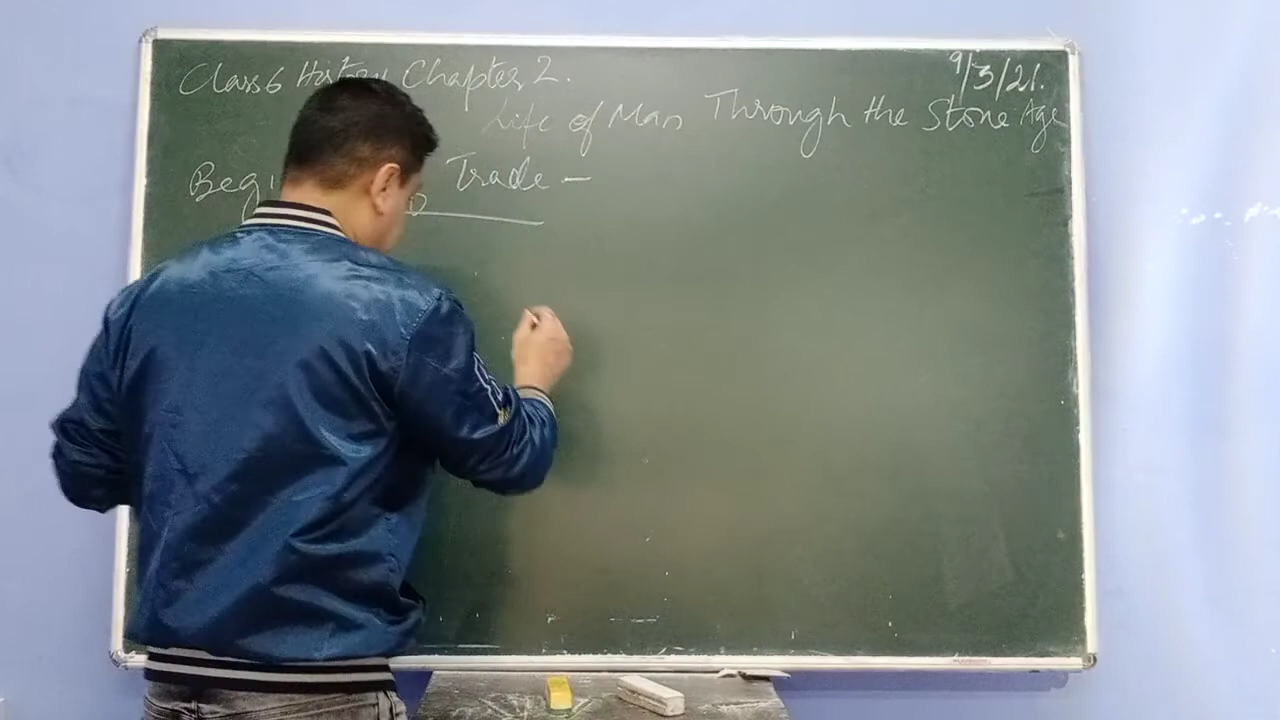 Class 6 History Chapter 2.
9/3/21.
Life of Man Through the Stone Age
Trade -